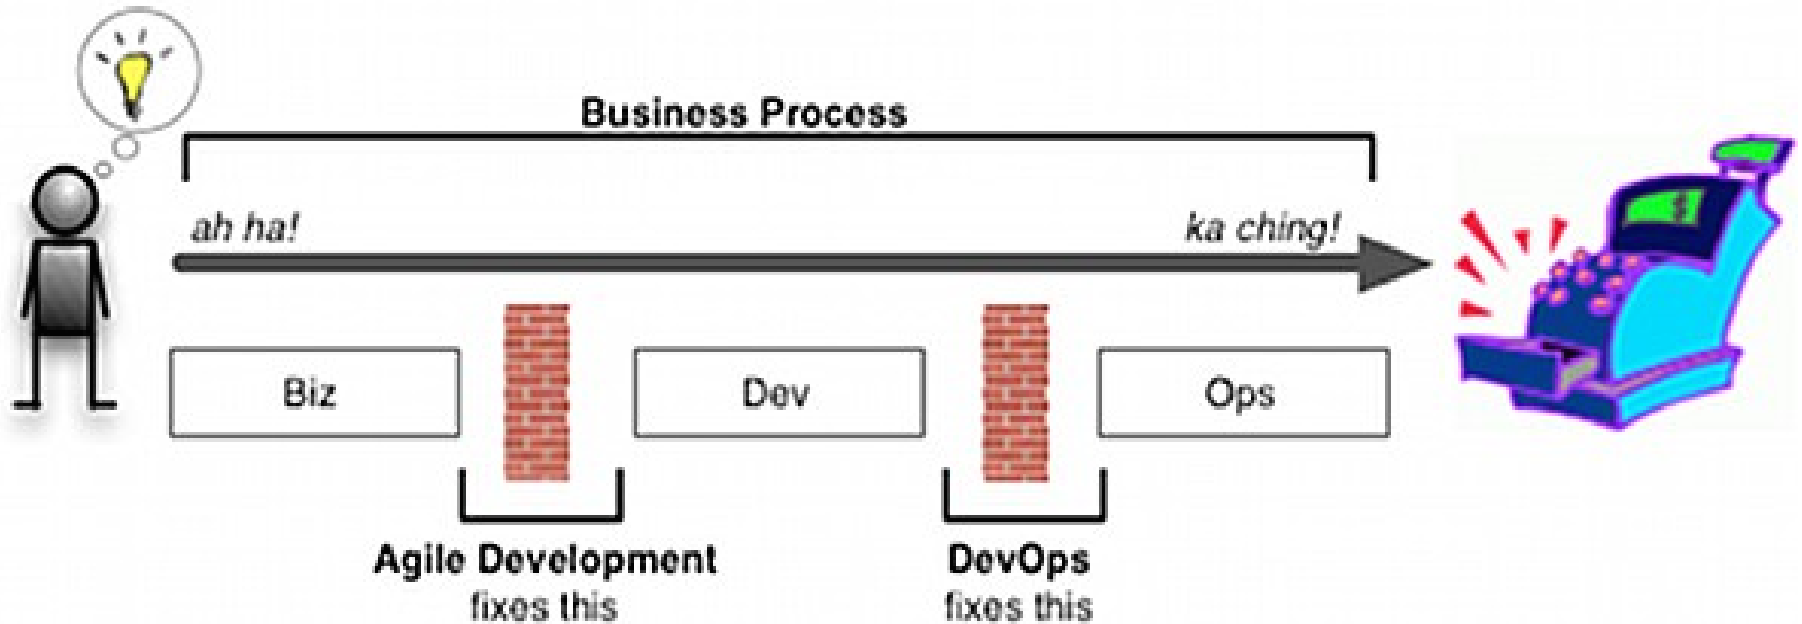 Business Process
ah ha!
ka ching!
Biz
Dev
Ops
Agile Development
fixes this
DevOps
fixes this